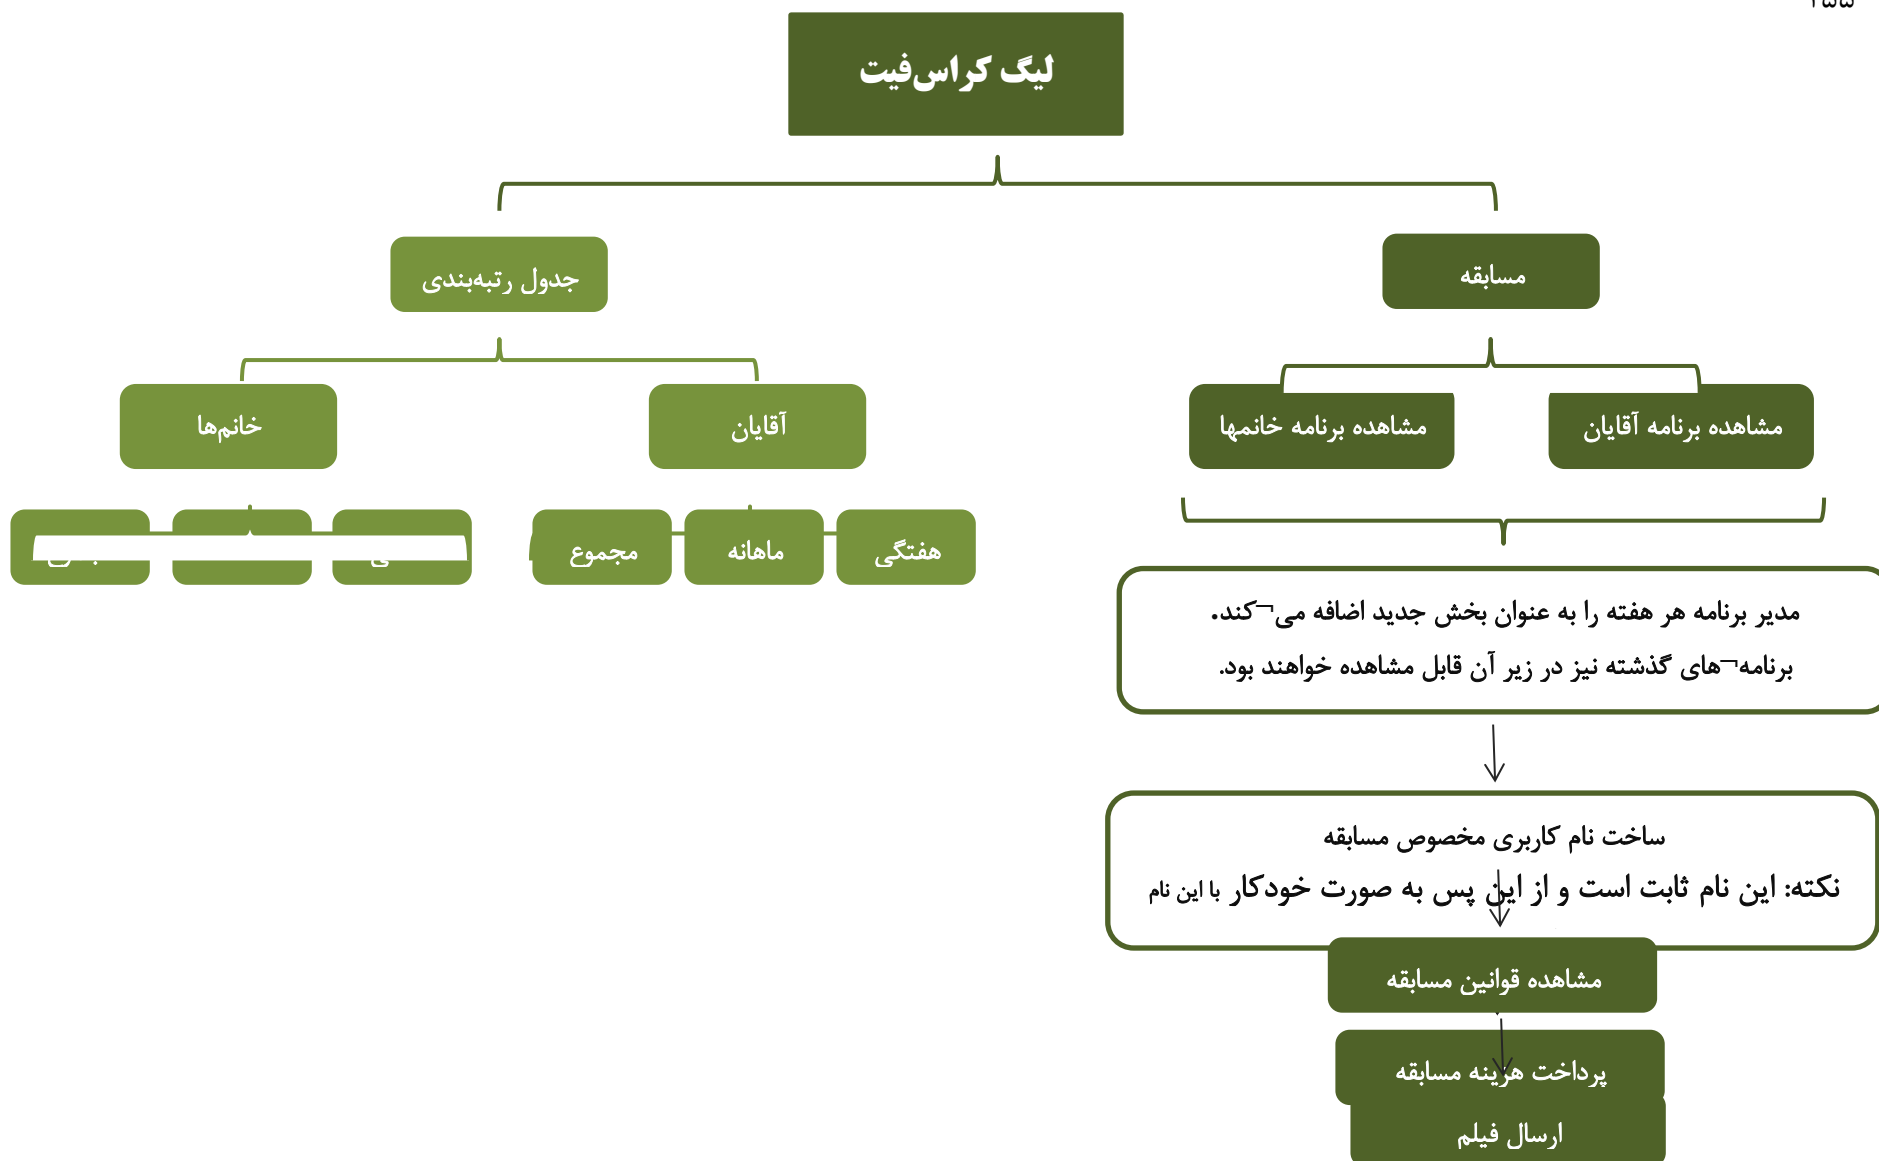 لیگ کراس‌فیت
مسابقه
جدول رتبه‌بندی
مشاهده برنامه آقایان
مشاهده برنامه خانمها
آقایان
خانم‌ها
هفتگی
ماهانه
مجموع
مدیر برنامه هر هفته را به عنوان بخش جدید اضافه می¬کند.
برنامه¬های گذشته نیز در زیر آن قابل مشاهده خواهند بود.
ساخت نام کاربری مخصوص مسابقه
نکته: این نام ثابت است و از این پس به صورت خودکار با این نام
مشاهده قوانین مسابقه
پرداخت هزینه مسابقه
ارسال فیلم